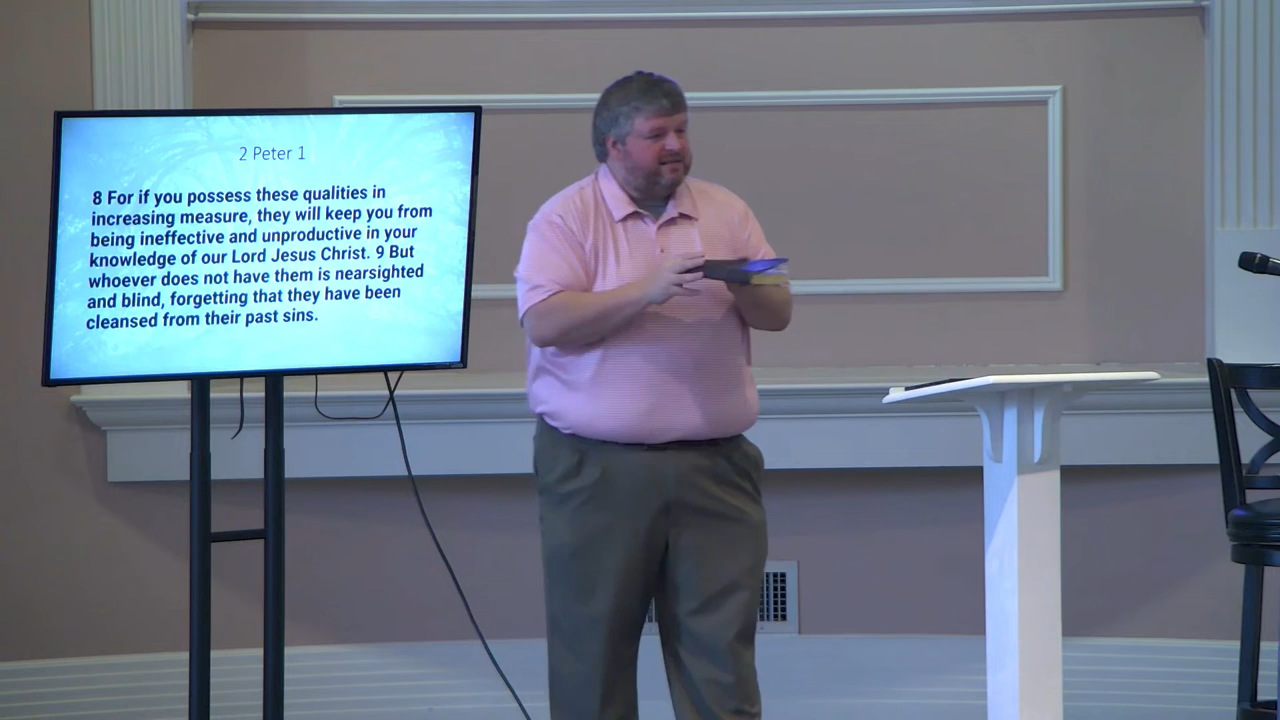 2 Peter 1
8 For if you possess these qualities in
increasing measure, they will keep you from
being ineffective and unproductive in your
knowledge of our Lord Jesus Christ. 9 But
whoever does not have them is nearsighted
and blind, forgetting that they have been
cleansed from their past sins.